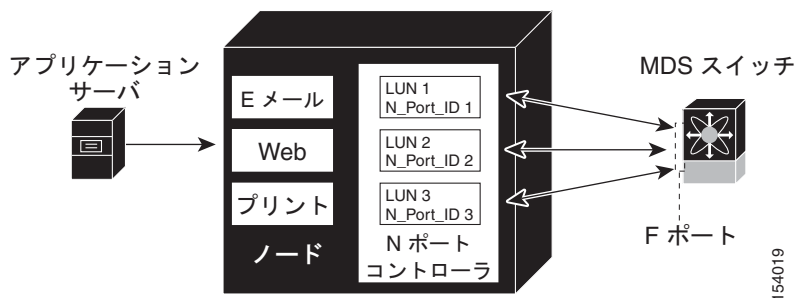 アプリケーション
サーバ
E メール
Web
プリント
ノード
LUN 1
N_Port_ID 1
LUN 2
N_Port_ID 2
LUN 3
N_Port_ID 3
N ポート
コントローラ
MDS スイッチ
F ポート
154019